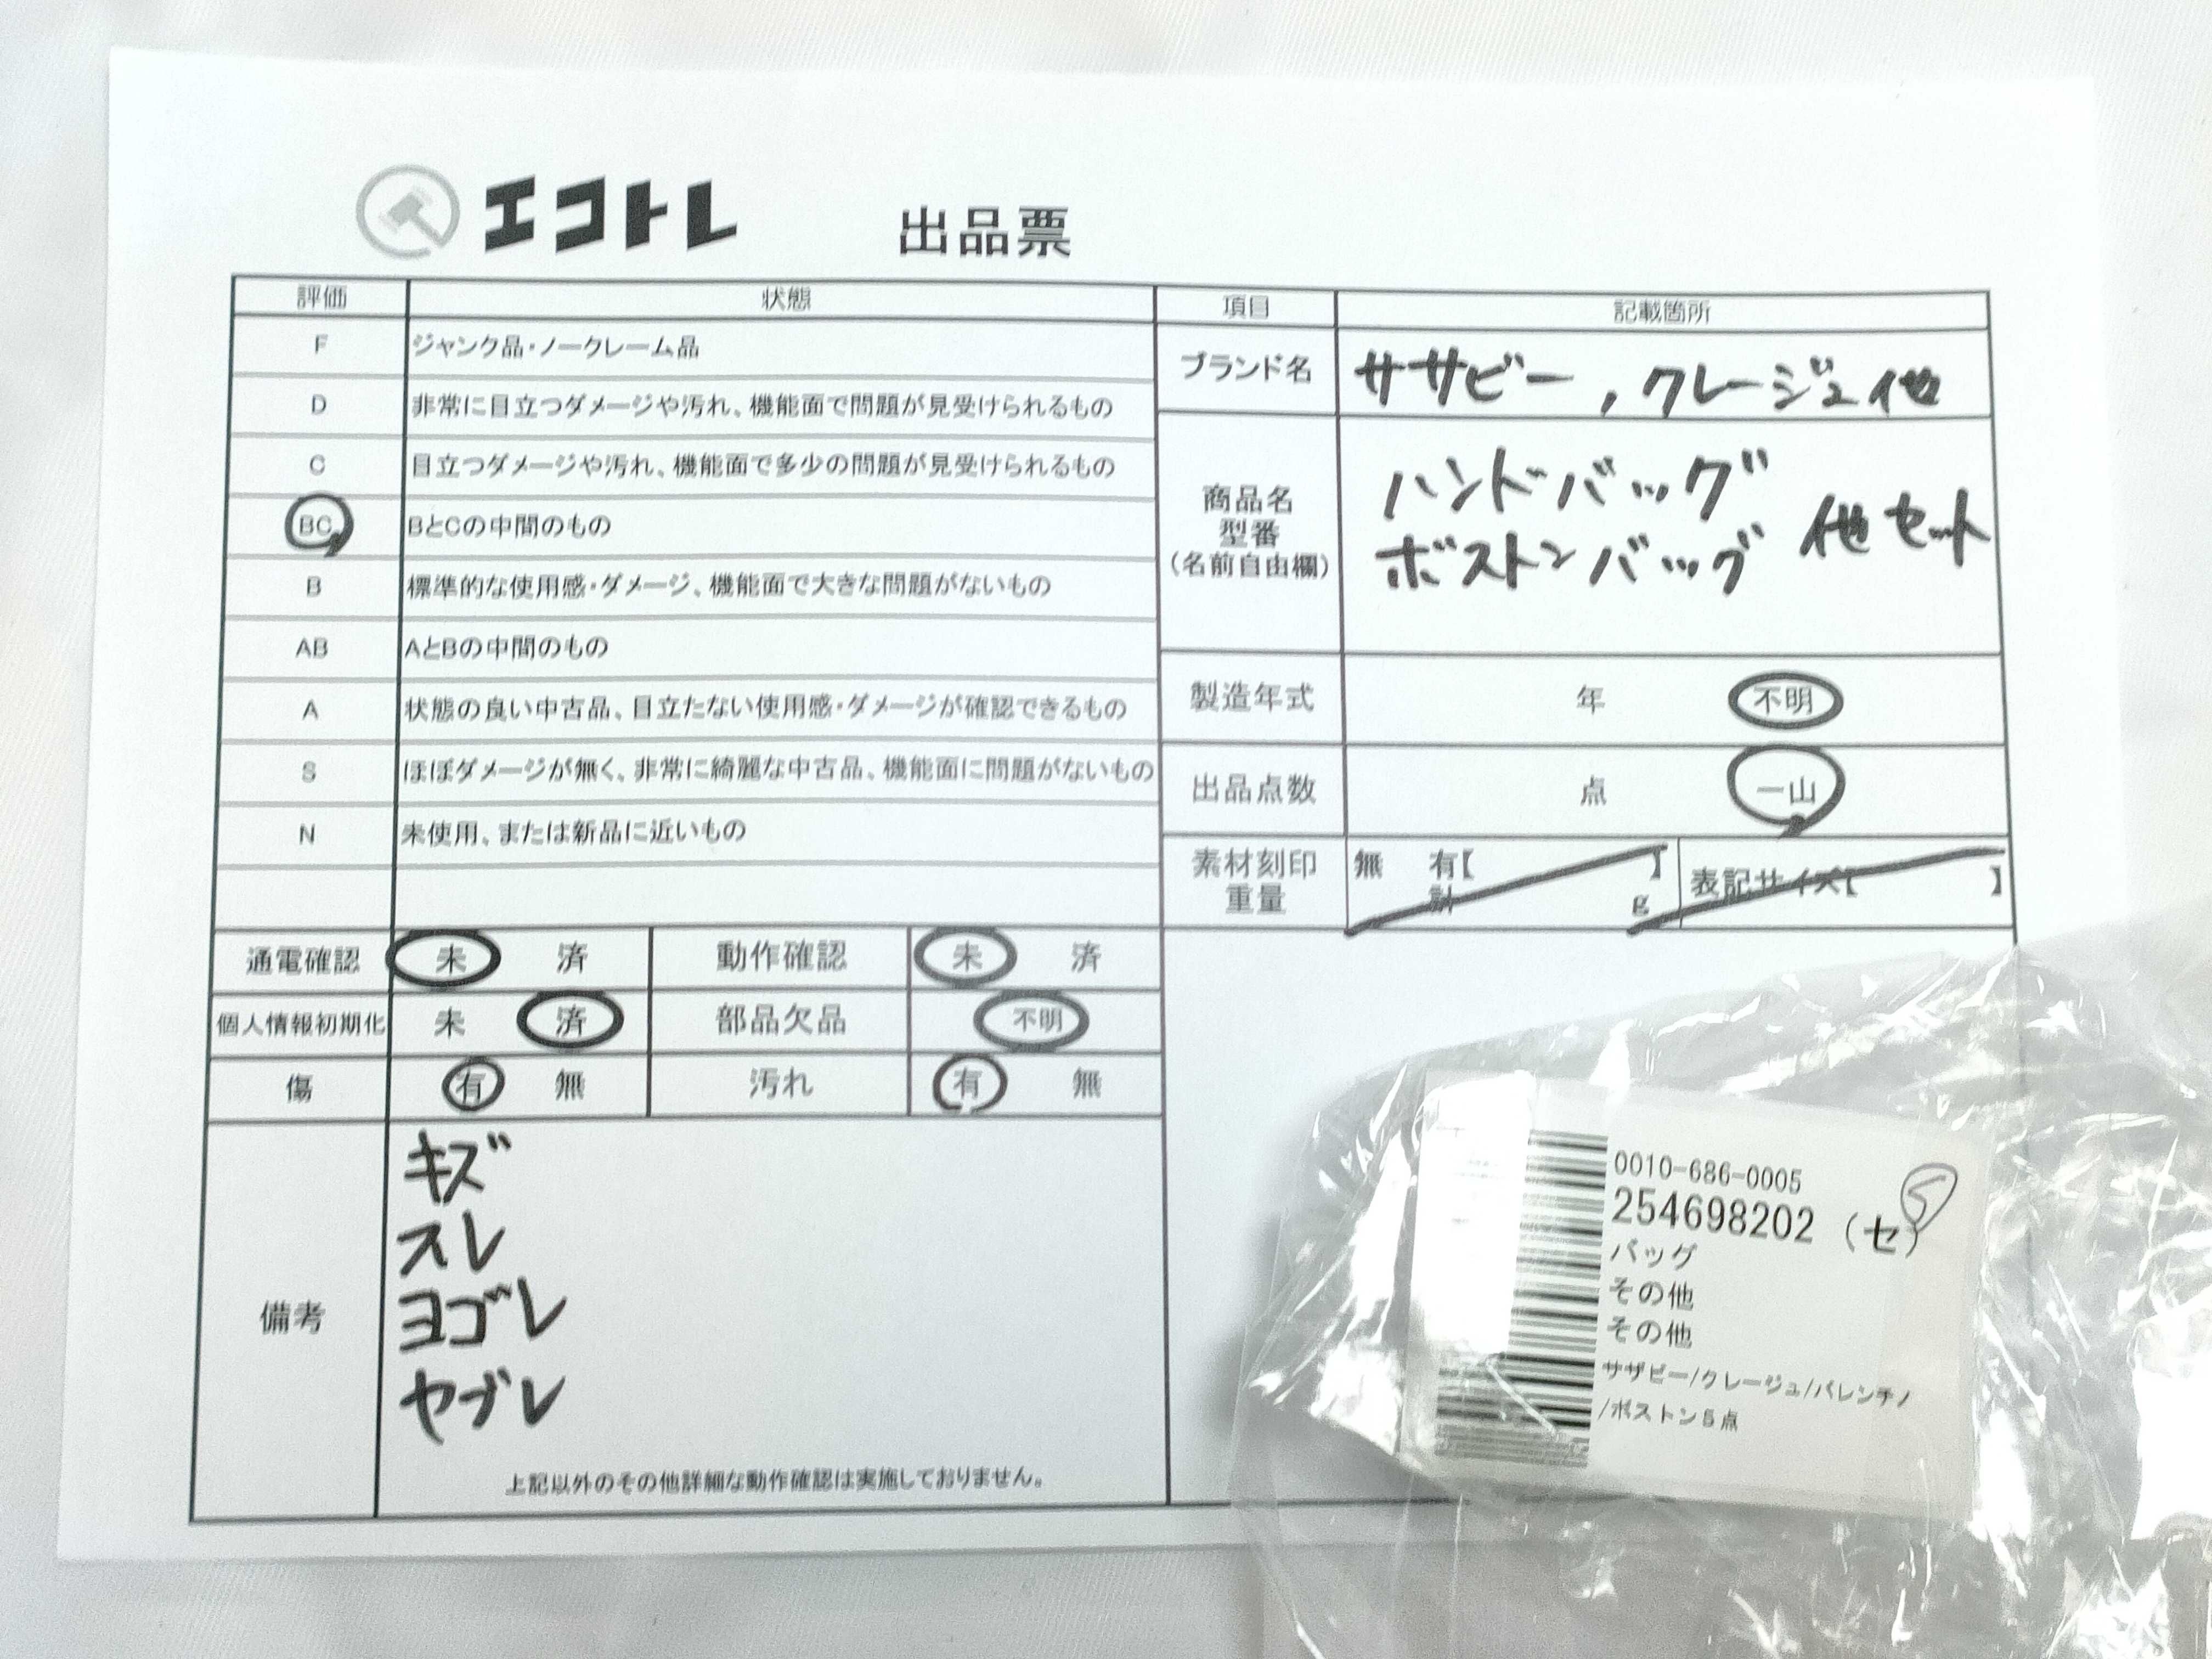 エコトレ 出品票
評価 状態
F ジャンク品・ノークレーム品
D 非常に目立つダメージや汚れ、機能面で問題が見受けられるもの
C 目立つダメージや汚れ、機能面で多少の問題が見受けられるもの
BC BとCの中間のもの
B 標準的な使用感・ダメージ、機能面で大きな問題がないもの
AB AとBの中間のもの
A 状態の良い中古品、目立たない使用感・ダメージが確認できるもの
S ほぼダメージが無く、非常に綺麗な中古品、機能面に問題がないもの
N 未使用、または新品に近いもの
通電確認 未 済 動作確認 未 済
個人情報初期化 未 済 部品欠品 不明
傷 有 無 汚れ 有 無
備考
キズ
スレ
ヨゴレ
ヤブレ
上記以外のその他詳細な動作確認は実施しておりません。
項目 記載箇所
ブランド名 ササビー,クレージュ他
商品名
型番
(名前自由欄)
ハンドバッグ
ボストンバッグ 他セット
製造年式 年 不明
出品点数 点 一山
素材刻印 無 有【 】 表記サイズ【 】
重量 計 g
0010-686-0005
254698202 (セ) 5
バッグ
その他
その他
サザビー/クレージュ/バレンチノ
/ボストン5点